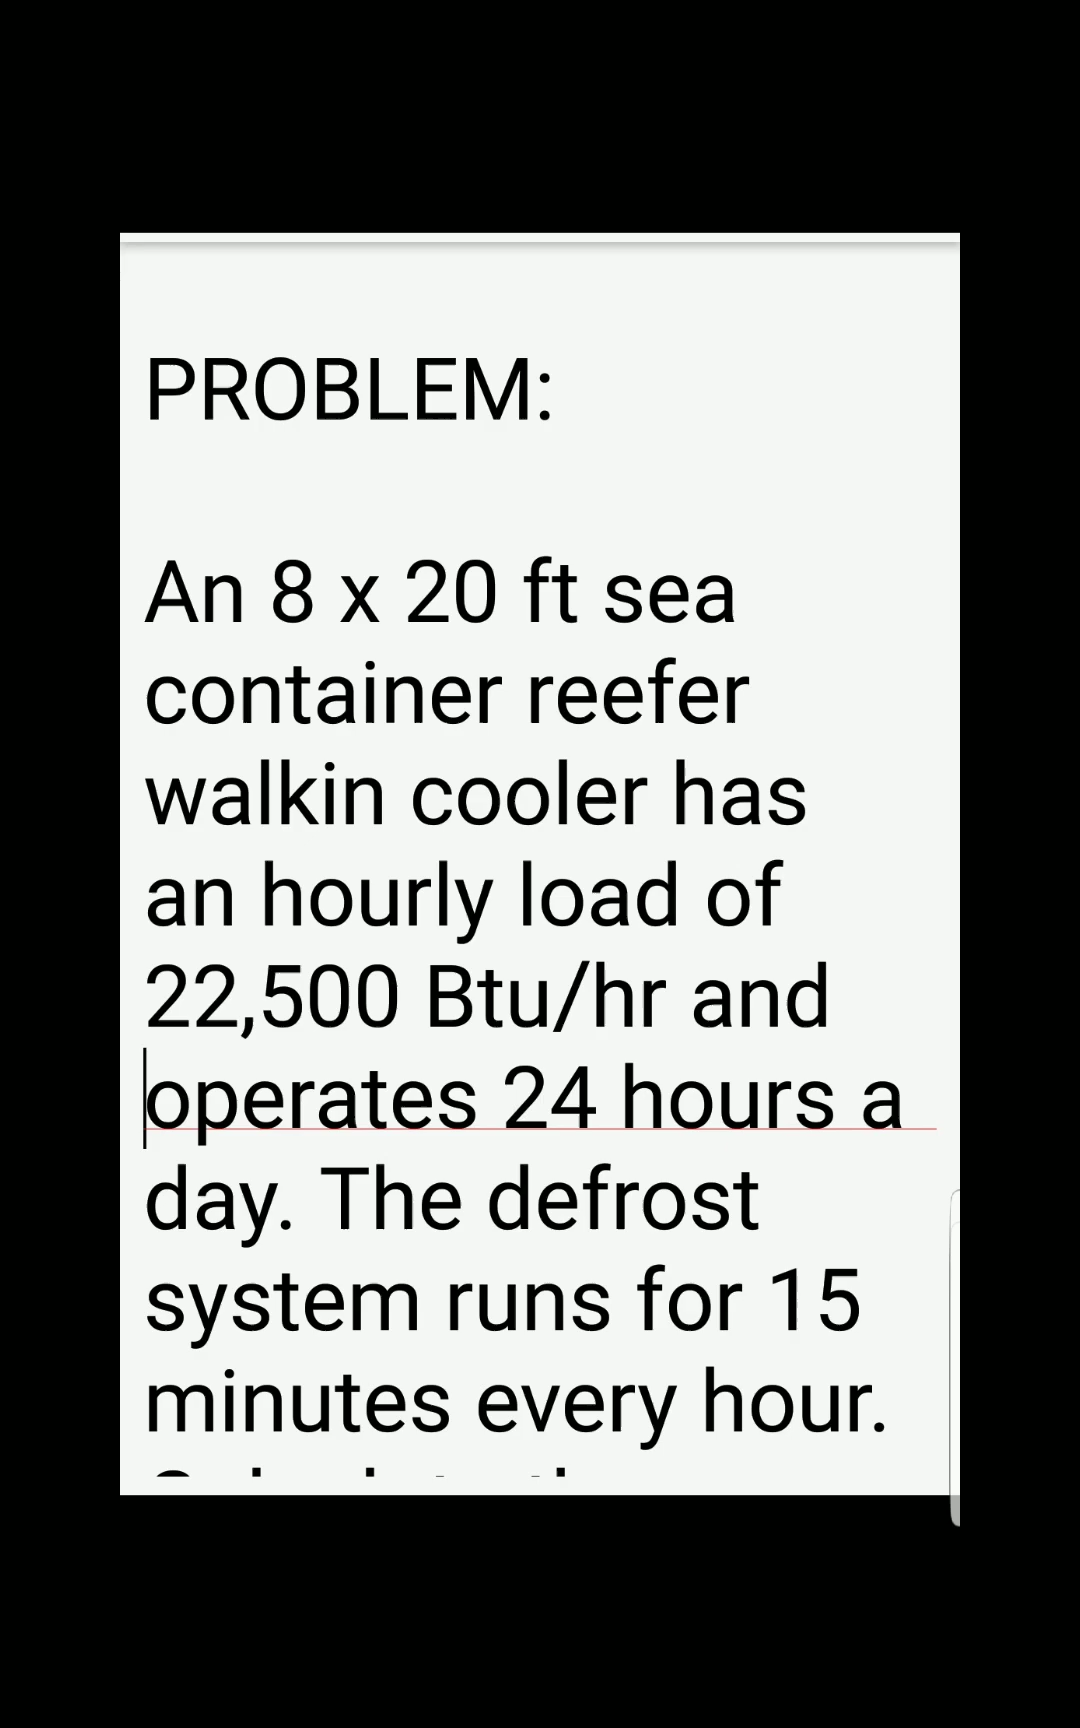 PROBLEM:
An 8 x 20 ft sea
container reefer
walkin cooler has
an hourly load of
22,500 Btu/hr and
operates 24 hours a
day. The defrost
system runs for 15
minutes every hour.